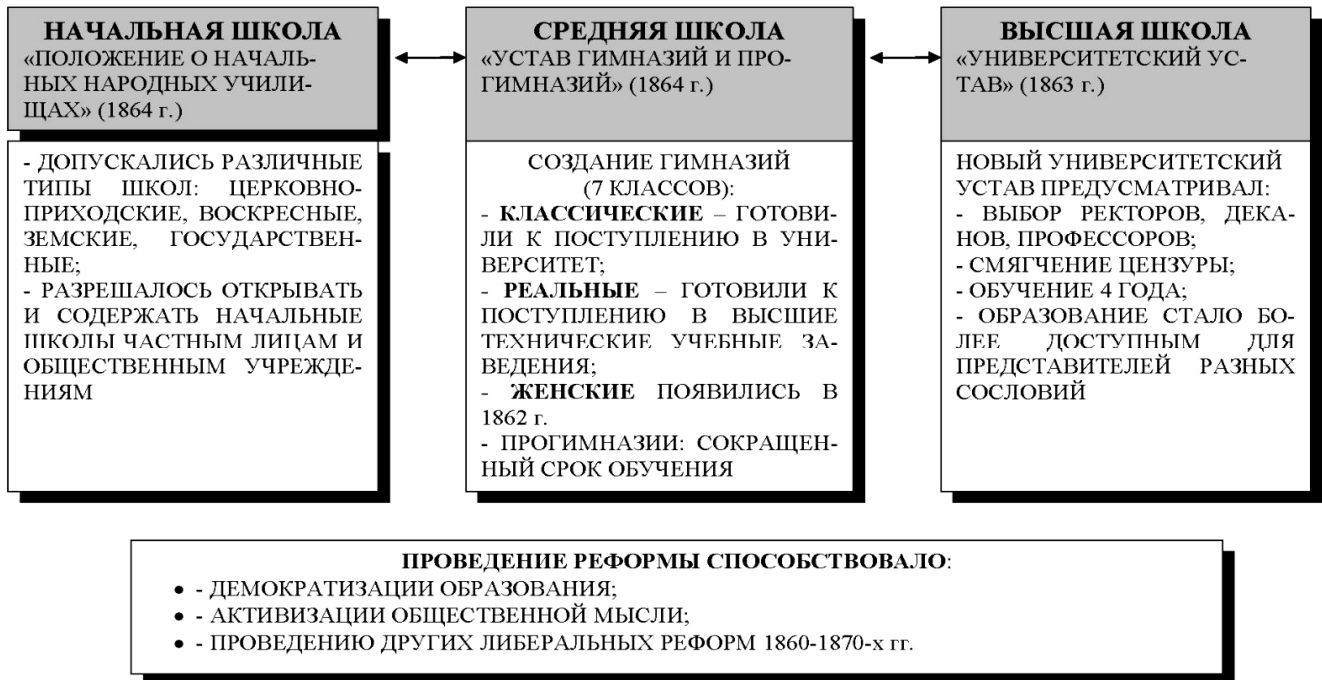 НАЧАЛЬНАЯ ШКОЛА
«ПОЛОЖЕНИЕ О НАЧАЛЬ-
НЫХ НАРОДНЫХ УЧИЛИ-
ЩАХ» (1864 г.)
- ДОПУСКАЛИСЬ РАЗЛИЧНЫЕ
ТИПЫ ШКОЛ: ЦЕРКОВНО-
ПРИХОДСКИЕ, ВОСКРЕСНЫЕ,
ЗЕМСКИЕ, ГОСУДАРСТВЕН-
НЫЕ;
- РАЗРЕШАЛОСЬ ОТКРЫВАТЬ
И СОДЕРЖАТЬ НАЧАЛЬНЫЕ
ШКОЛЫ ЧАСТНЫМ ЛИЦАМ И
ОБЩЕСТВЕННЫМ УЧРЕЖДЕ-
НИЯМ
СРЕДНЯЯ ШКОЛА
«УСТАВ ГИМНАЗИЙ И ПРО-
ГИМНАЗИЙ» (1864 г.)
СОЗДАНИЕ ГИМНАЗИЙ
(7 КЛАССОВ):
- КЛАССИЧЕСКИЕ – ГОТОВИ-
ЛИ К ПОСТУПЛЕНИЮ В УНИ-
ВЕРСИТЕТ;
- РЕАЛЬНЫЕ – ГОТОВИЛИ К
ПОСТУПЛЕНИЮ В ВЫСШИЕ
ТЕХНИЧЕСКИЕ УЧЕБНЫЕ ЗА-
ВЕДЕНИЯ;
- ЖЕНСКИЕ ПОЯВИЛИСЬ В
1862 г.
- ПРОГИМНАЗИИ: СОКРАЩЕН-
НЫЙ СРОК ОБУЧЕНИЯ
ВЫСШАЯ ШКОЛА
«УНИВЕРСИТЕТСКИЙ УС-
ТАВ» (1863 г.)
НОВЫЙ УНИВЕРСИТЕТСКИЙ
УСТАВ ПРЕДУСМАТРИВАЛ:
- ВЫБОР РЕКТОРОВ, ДЕКА-
НОВ, ПРОФЕССОРОВ;
- СМЯГЧЕНИЕ ЦЕНЗУРЫ;
- ОБУЧЕНИЕ 4 ГОДА;
- ОБРАЗОВАНИЕ СТАЛО БО-
ЛЕЕ ДОСТУПНЫМ ДЛЯ
ПРЕДСТАВИТЕЛЕЙ РАЗНЫХ
СОСЛОВИЙ
ПРОВЕДЕНИЕ РЕФОРМЫ СПОСОБСТВОВАЛО:
• - ДЕМОКРАТИЗАЦИИ ОБРАЗОВАНИЯ;
• - АКТИВИЗАЦИИ ОБЩЕСТВЕННОЙ МЫСЛИ;
• - ПРОВЕДЕНИЮ ДРУГИХ ЛИБЕРАЛЬНЫХ РЕФОРМ 1860-1870-х гг.